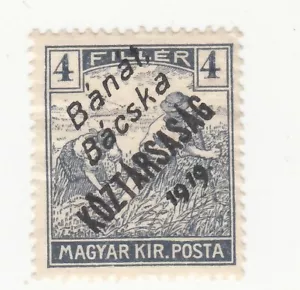 FILLÉR
4 4
Bánát,
Bácska
KÖZTÁRSASÁG
1919
MAGYAR KIR. POSTA